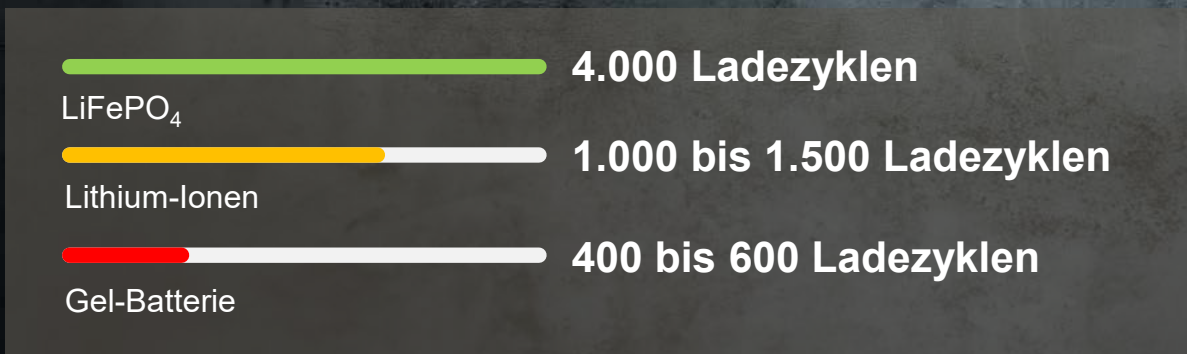 4.000 Ladezyklen
LiFePO₄
1.000 bis 1.500 Ladezyklen
Lithium-Ionen
400 bis 600 Ladezyklen
Gel-Batterie